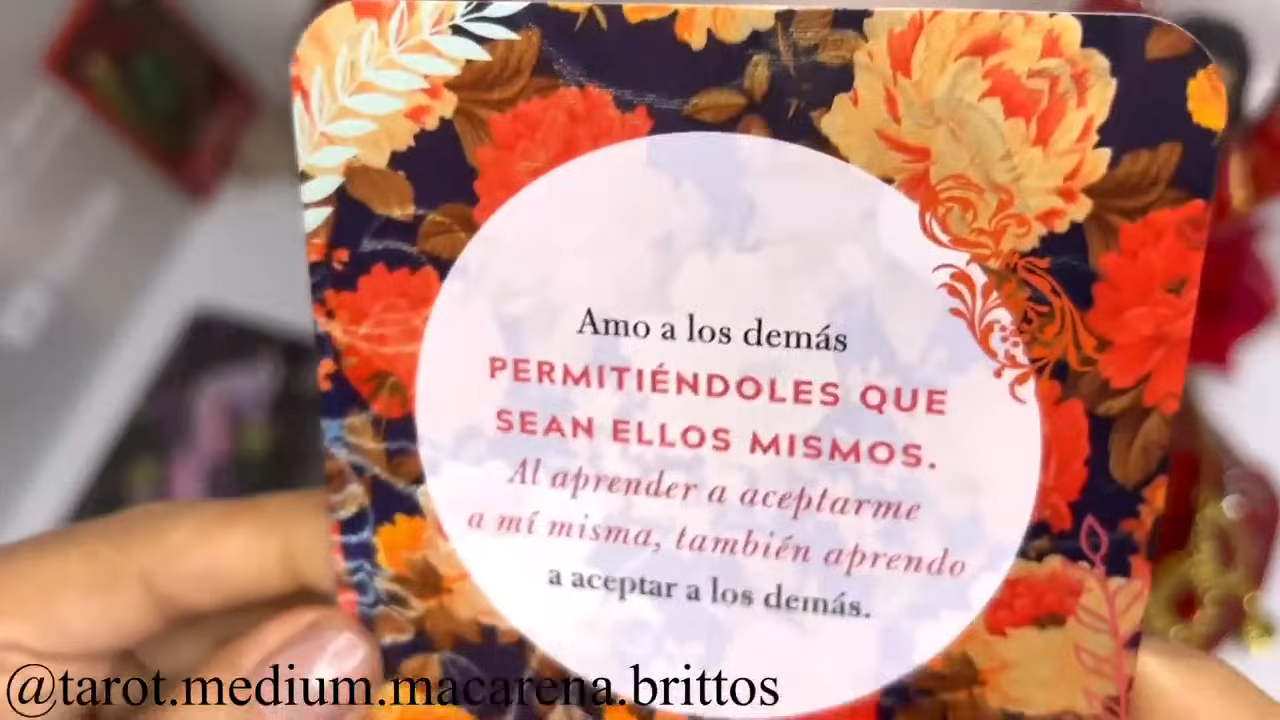 Amo a los demás
PERMITIÉNDOLES QUE
SEAN ELLOS MISMOS.
Al aprender a aceptarme
a mí misma, también aprendo
a aceptar a los demás.
@tarot.medium.macarena.brittos